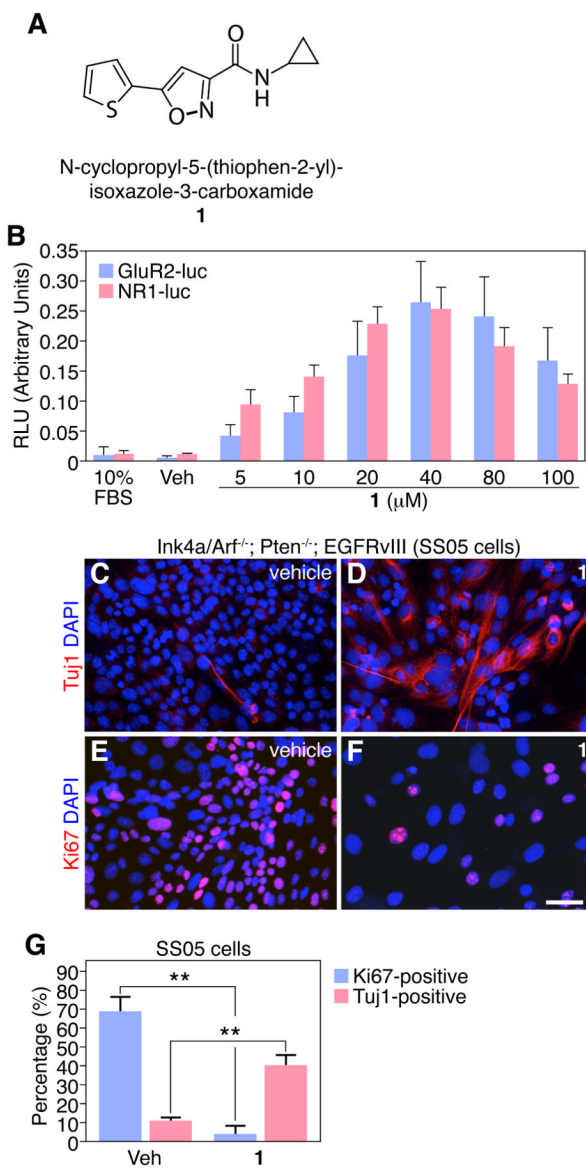 A
O
N
H
S
O
N
N-cyclopropyl-5-(thiophen-2-yl)-
isoxazole-3-carboxamide
1
B
RLU (Arbitrary Units)
0.35
0.30
0.25
0.20
0.15
0.10
0.05
0
GluR2-luc
NR1-luc
10% FBS
Veh
5
10
20
40
80
100
1 (μM)
Ink4a/Arf-/-; Pten-/-; EGFRvIII (SS05 cells)
Tuj1 DAPI
C
vehicle
D
1
Ki67 DAPI
E
vehicle
F
1
G
SS05 cells
Percentage (%)
90
80
70
60
50
40
30
20
10
0
**
**
Ki67-positive
Tuj1-positive
Veh
1